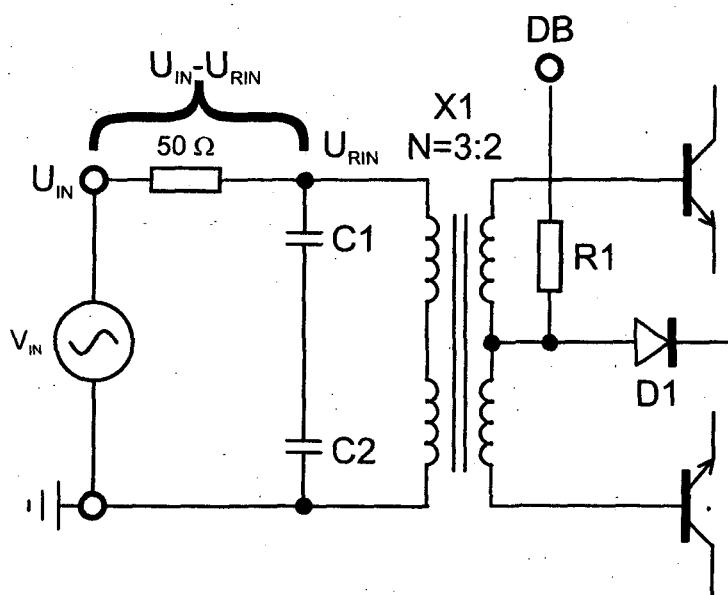 DB
U_IN-U_RIN
X1
N=3:2
50 Ω
U_RIN
U_IN
C1
R1
V_IN
D1
C2